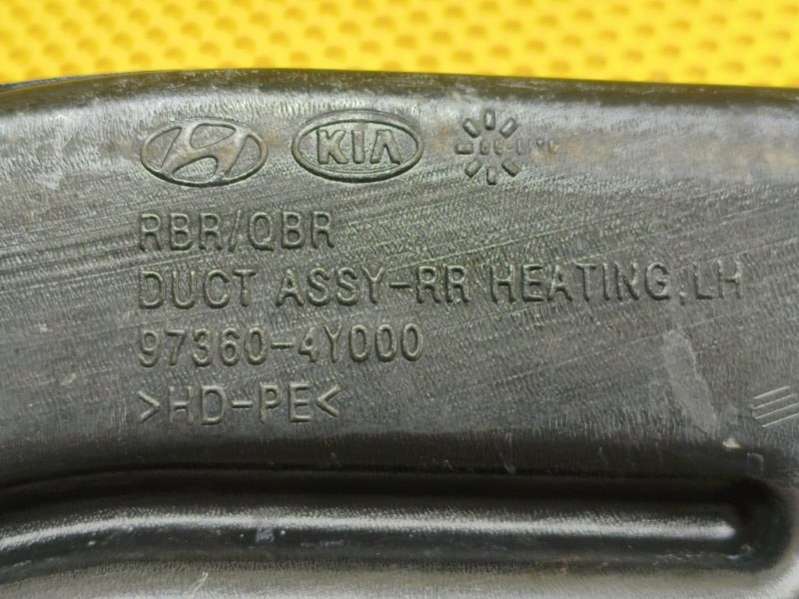 KIA
RBR/QBR
DUCT ASSY-RR HEATING,LH
97360-4Y000
>HD-PE<